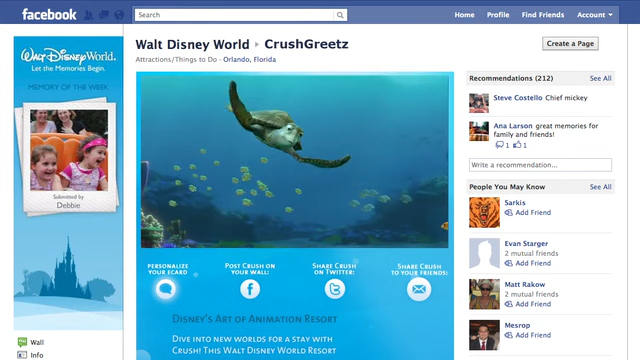 facebook
Search
Home Profile Find Friends Account
Walt Disney World.
Let the Memories Begin.
MEMORY OF THE WEEK
Submitted by
Debbie
Wall
Info
Walt Disney World ▸ CrushGreetz
Attractions/Things to Do · Orlando, Florida
Create a Page
PERSONALIZE
YOUR ECARD
POST CRUSH ON
YOUR WALL:
SHARE CRUSH
ON TWITTER:
SHARE CRUSH
TO YOUR FRIENDS:
DISNEY'S ART OF ANIMATION RESORT
DIVE INTO NEW WORLDS FOR A STAY WITH
CRUSH! THIS WALT DISNEY WORLD RESORT
Recommendations (212) See All
Steve Costello Chief mickey
Ana Larson great memories for
family and friends!
1 1
Write a recommendation...
People You May Know See All
Sarkis
Add Friend
Evan Starger
2 mutual friends
Add Friend
Matt Rakow
2 mutual friends
Add Friend
Mesrop
Add Friend